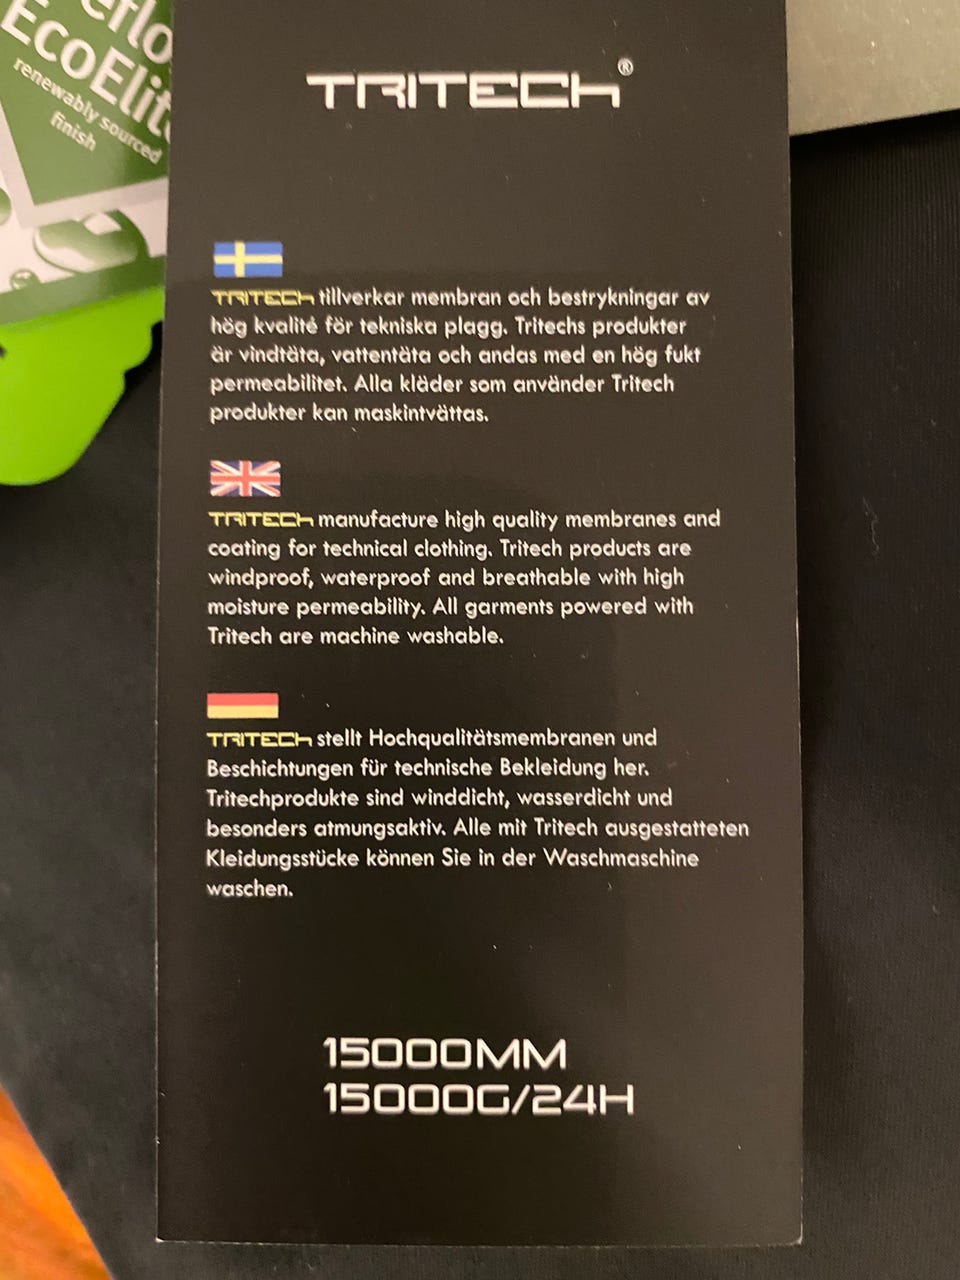 EcoElit
renewably sourced
finish
TRITECH®
TRITECH tillverkar membran och bestrykningar av
hög kvalité för tekniska plagg. Tritechs produkter
är vindtäta, vattentäta och andas med en hög fukt
permeabilitet. Alla kläder som använder Tritech
produkter kan maskintvättas.
TRITECH manufacture high quality membranes and
coating for technical clothing. Tritech products are
windproof, waterproof and breathable with high
moisture permeability. All garments powered with
Tritech are machine washable.
TRITECH stellt Hochqualitätsmembranen und
Beschichtungen für technische Bekleidung her.
Tritechprodukte sind winddicht, wasserdicht und
besonders atmungsaktiv. Alle mit Tritech ausgestatteten
Kleidungsstücke können Sie in der Waschmaschine
waschen.
15000MM
15000G/24H